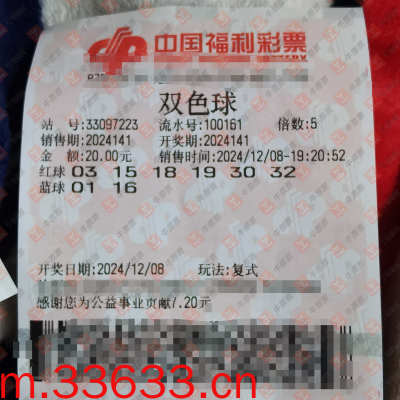 中国福利彩票
双色球
站 号:33097223 流水号:100161 倍数:5
销售期:2024141 开奖期:2024141
金 额:20.00元 销售时间:2024/12/08-19:20:52
红球 03 15 18 19 30 32
蓝球 01 16
开奖日期:2024/12/08 玩法:复式
感谢您为公益事业贡献7.20元
m.33633.cn